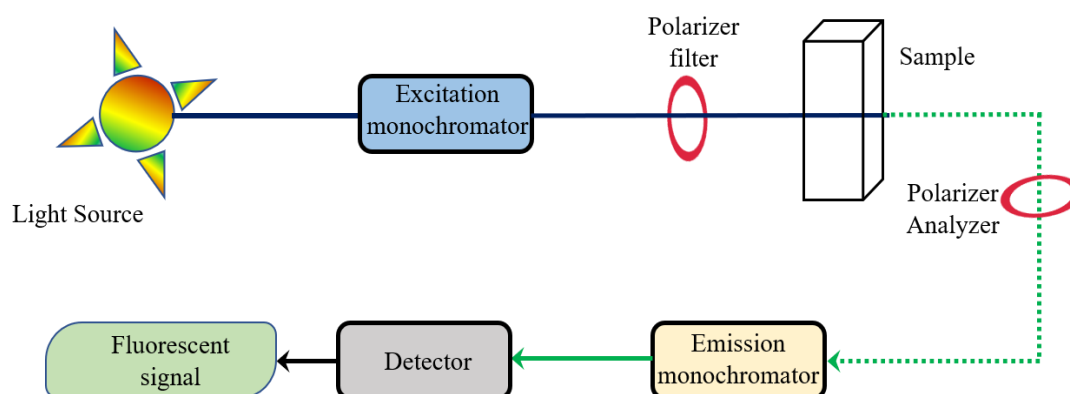 Polarizer
filter
Sample
Excitation
monochromator
Light Source
Polarizer
Analyzer
Fluorescent
signal
Detector
Emission
monochromator